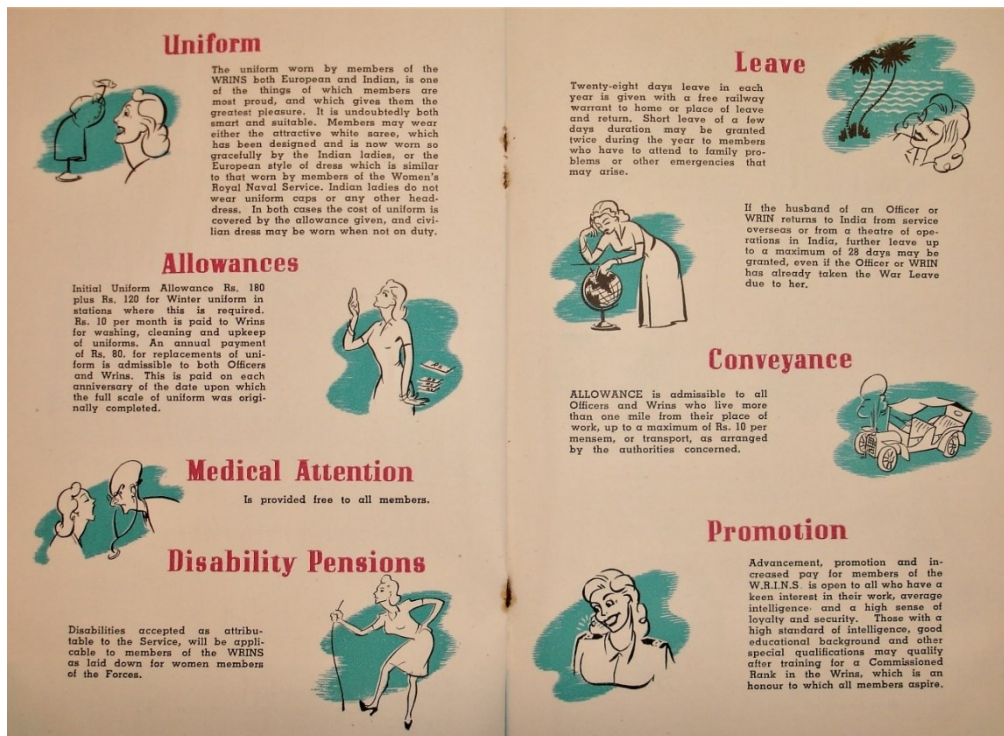 Uniform
The uniform worn by members of the
WRINS both European and Indian, is one
of the things of which members are
most proud, and which gives them the
greatest pleasure. It is undoubtedly both
smart and suitable. Members may wear
either the attractive white saree, which
has been designed and is now worn so
gracefully by the Indian ladies, or the
European style of dress which is similar
to that worn by members of the Women's
Royal Naval Service. Indian ladies do not
wear uniform caps or any other head-
dress. In both cases the cost of uniform is
covered by the allowance given, and civi-
lian dress may be worn when not on duty.
Allowances
Initial Uniform Allowance Rs. 180
plus Rs. 120 for Winter uniform in
stations where this is required.
Rs. 10 per month is paid to Wrins
for washing, cleaning and upkeep
of uniforms. An annual payment
of Rs. 80, for replacements of uni-
form is admissible to both Officers
and Wrins. This is paid on each
anniversary of the date upon which
the full scale of uniform was origi-
nally completed.
Medical Attention
Is provided free to all members.
Disability Pensions
Disabilities accepted as attribu-
table to the Service, will be appli-
cable to members of the WRINS
as laid down for women members
of the Forces.
Leave
Twenty-eight days leave in each
year is given with a free railway
warrant to home or place of leave
and return. Short leave of a few
days duration may be granted
twice during the year to members
who have to attend to family pro-
blems or other emergencies that
may arise.
If the husband of an Officer or
WRIN returns to India from service
overseas or from a theatre of ope-
rations in India, further leave up
to a maximum of 28 days may be
granted, even if the Officer or WRIN
has already taken the War Leave
due to her.
Conveyance
ALLOWANCE is admissible to all
Officers and Wrins who live more
than one mile from their place of
work, up to a maximum of Rs. 10 per
mensem, or transport, as arranged
by the authorities concerned.
Promotion
Advancement, promotion and in-
creased pay for members of the
W.R.I.N.S. is open to all who have a
keen interest in their work, average
intelligence and a high sense of
loyalty and security. Those with a
high standard of intelligence, good
educational background and other
special qualifications may qualify
after training for a Commissioned
Rank in the Wrins, which is an
honour to which all members aspire.